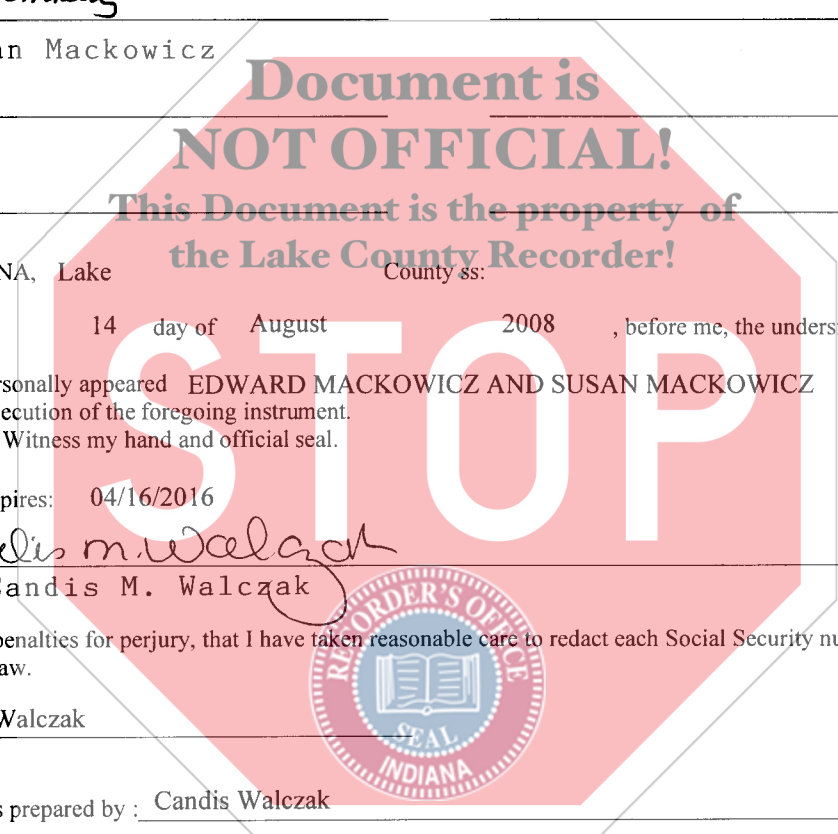 an Mackowicz
Document is
NOT OFFICIAL!
This Document is the property of
the Lake County Recorder!
NA, Lake County ss:
14 day of August 2008 , before me, the unders
rsonally appeared EDWARD MACKOWICZ AND SUSAN MACKOWICZ
ecution of the foregoing instrument.
Witness my hand and official seal.
STOP
pires: 04/16/2016
dis M. Walczak
Candis M. Walczak
penalties for perjury, that I have taken reasonable care to redact each Social Security nu
aw.
Walczak
RECORDER'S OFFICE
SEAL
INDIANA
s prepared by : Candis Walczak